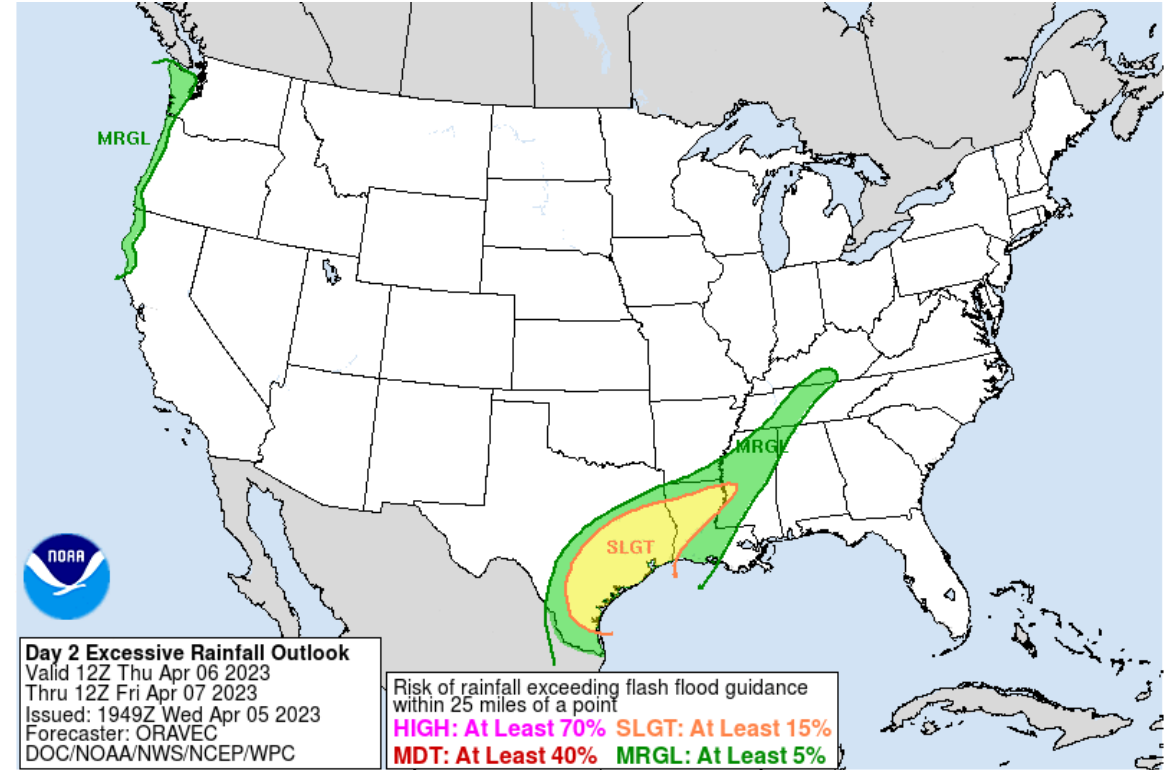 MRGL
MRGL
SLGT
NOAA
Day 2 Excessive Rainfall Outlook
Valid 12Z Thu Apr 06 2023
Thru 12Z Fri Apr 07 2023
Issued: 1949Z Wed Apr 05 2023
Forecaster: ORAVEC
DOC/NOAA/NWS/NCEP/WPC
Risk of rainfall exceeding flash flood guidance
within 25 miles of a point
HIGH: At Least 70% SLGT: At Least 15%
MDT: At Least 40% MRGL: At Least 5%